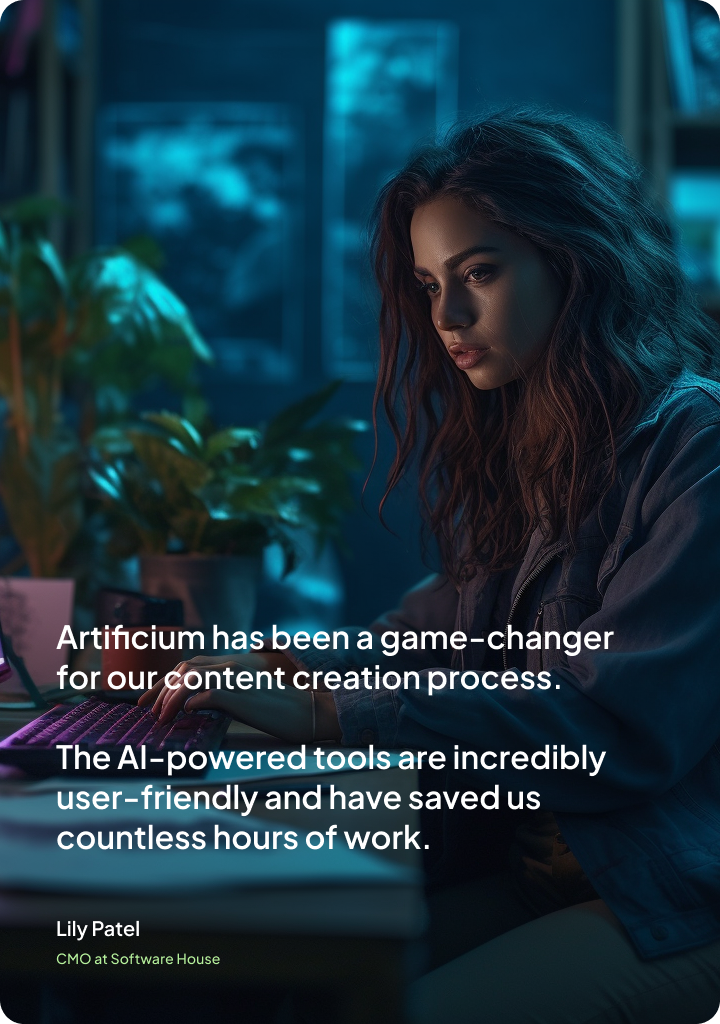 Artificium has been a game-changer
for our content creation process.
The AI-powered tools are incredibly
user-friendly and have saved us
countless hours of work.
Lily Patel
CMO at Software House